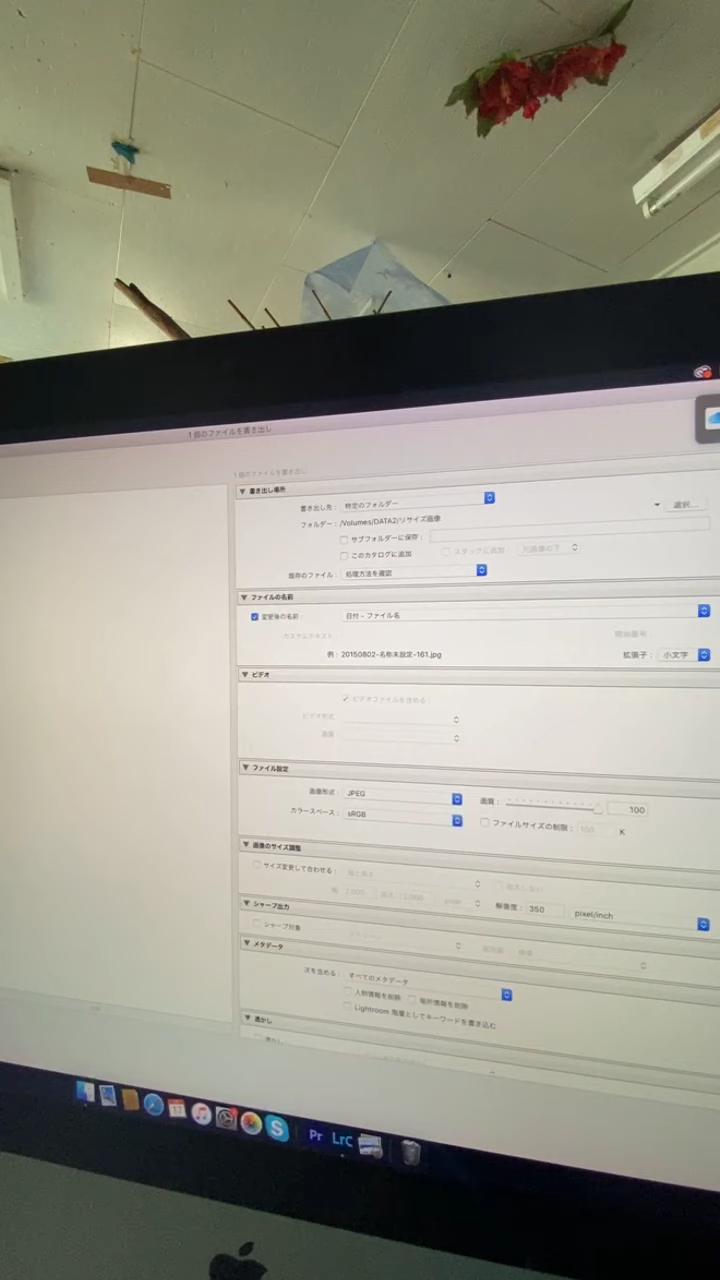 1 個のファイルを書き出し
1 個のファイルを書き出し
▼ 書き出し場所
書き出し先： 特定のフォルダー
フォルダー： /Volumes/DATA2/リサイズ画像 選択...
サブフォルダーに保存：
このカタログに追加 スタックに追加： 元画像の下
既存のファイル： 処理方法を確認
▼ ファイルの名前
変更後の名前： 日付 - ファイル名
カスタムテキスト： 開始番号：
例： 20150802-名称未設定-161.jpg 拡張子： 小文字
▼ ビデオ
ビデオファイルを含める：
ビデオ形式：
画質：
▼ ファイル設定
画像形式： JPEG 画質： 100
カラースペース： sRGB ファイルサイズの制限： 100 K
▼ 画像のサイズ調整
サイズ変更して合わせる： 幅と高さ 拡大しない
幅： 2,000 高さ： pixel 解像度： 350 pixel/inch
▼ シャープ出力
シャープ対象： 適用量： 標準
▼ メタデータ
次を含める： すべてのメタデータ
人物情報を削除 場所情報を削除
Lightroom 階層としてキーワードを書き込む
▼ 透かし
透かし：
17
S
Pr LrC